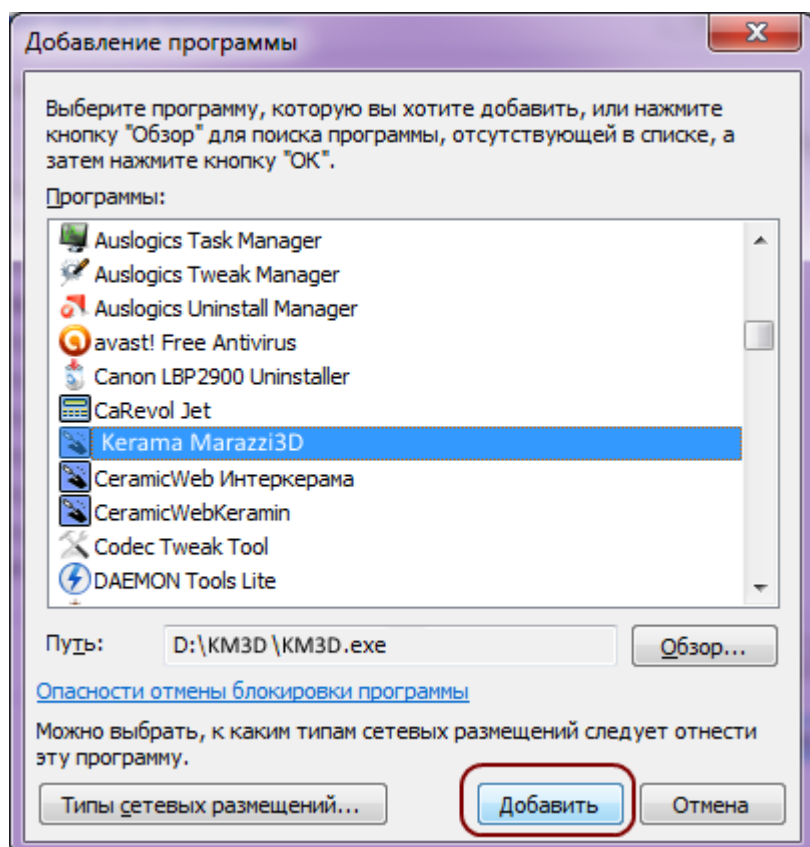 Добавление программы
Выберите программу, которую вы хотите добавить, или нажмите
кнопку "Обзор" для поиска программы, отсутствующей в списке, а
затем нажмите кнопку "ОК".
Программы:
Auslogics Task Manager
Auslogics Tweak Manager
Auslogics Uninstall Manager
avast! Free Antivirus
Canon LBP2900 Uninstaller
CaRevol Jet
Kerama Marazzi3D
CeramicWeb Интеркерама
CeramicWebKeramin
Codec Tweak Tool
DAEMON Tools Lite
Путь: D:\KM3D\KM3D.exe Обзор...
Опасности отмены блокировки программы
Можно выбрать, к каким типам сетевых размещений следует отнести
эту программу.
Типы сетевых размещений... Добавить Отмена